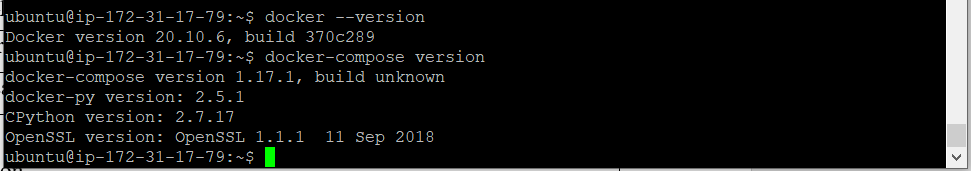 ubuntu@ip-172-31-17-79:~$ docker --version
Docker version 20.10.6, build 370c289
ubuntu@ip-172-31-17-79:~$ docker-compose version
docker-compose version 1.17.1, build unknown
docker-py version: 2.5.1
CPython version: 2.7.17
OpenSSL version: OpenSSL 1.1.1  11 Sep 2018
ubuntu@ip-172-31-17-79:~$